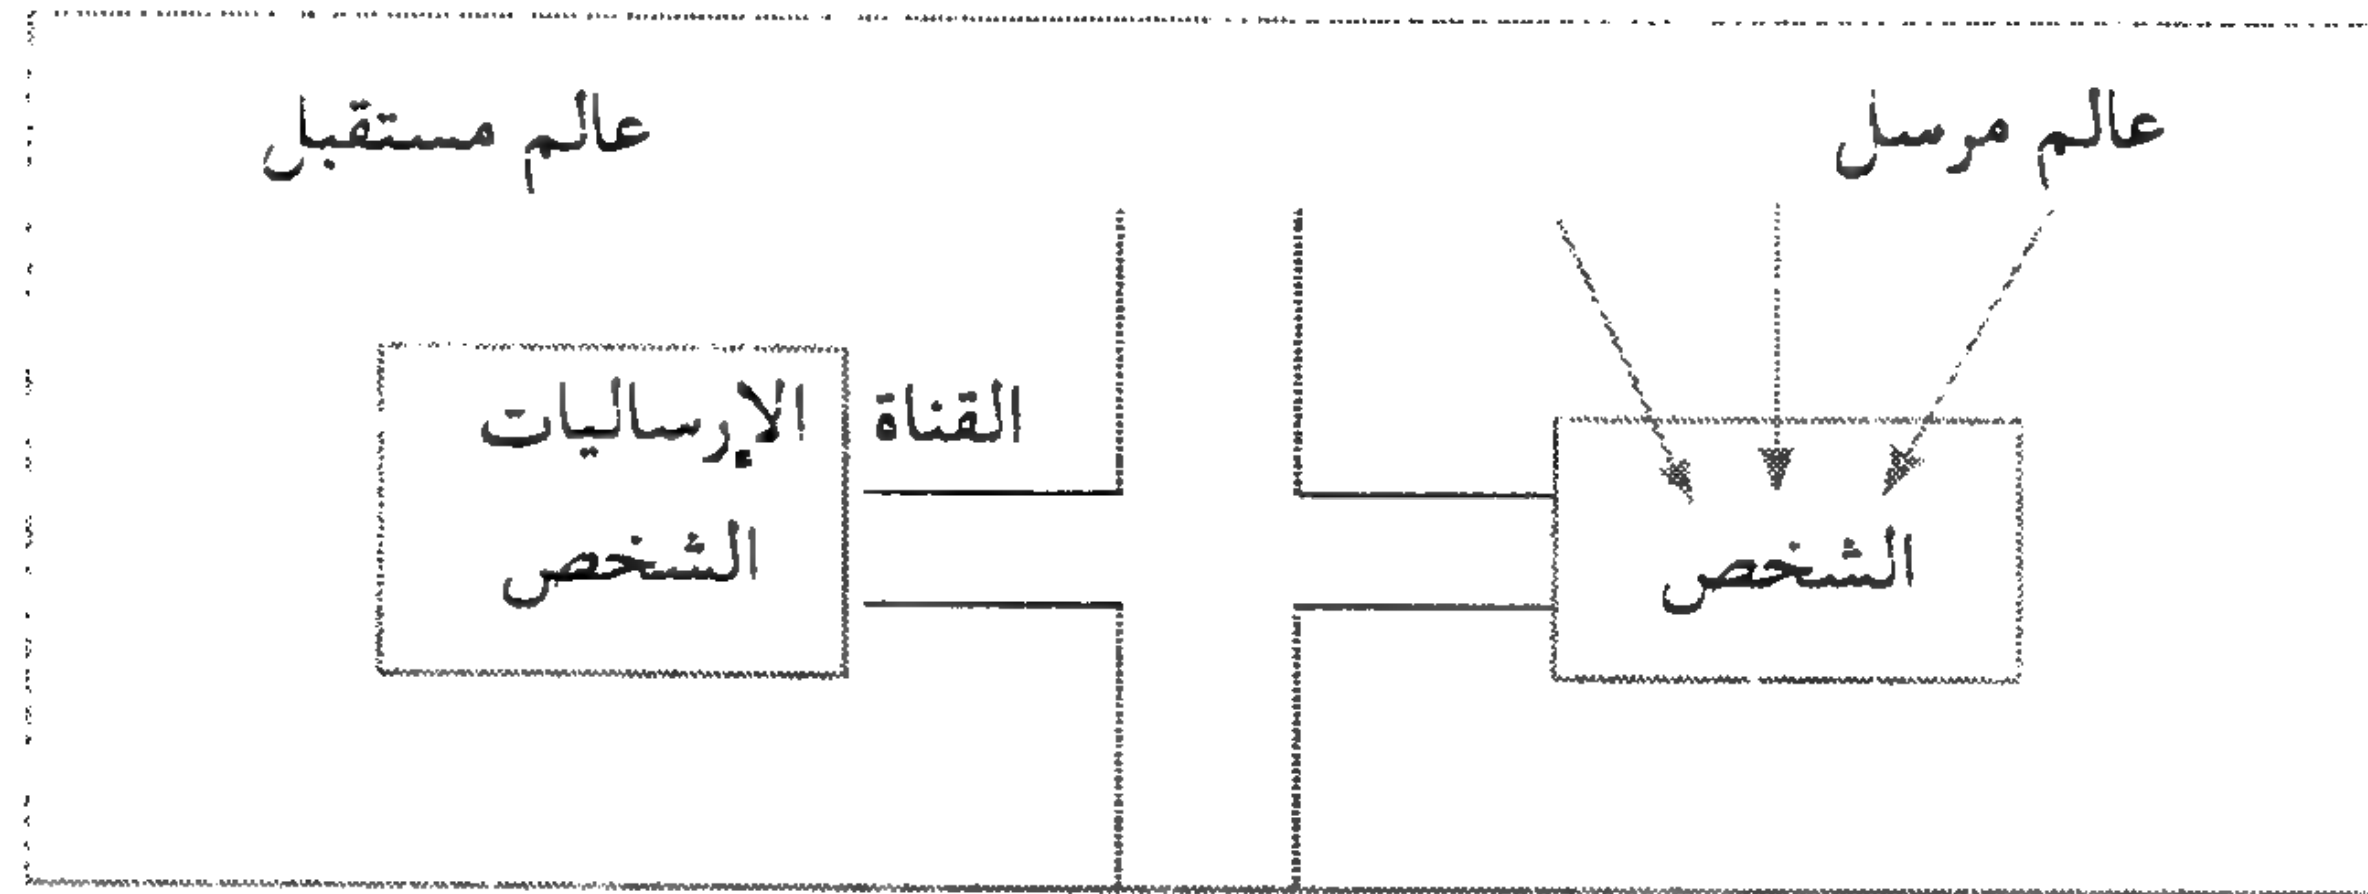 عالم مرسل
عالم مستقبل
القناة
الإرساليات
الشخص
الشخص